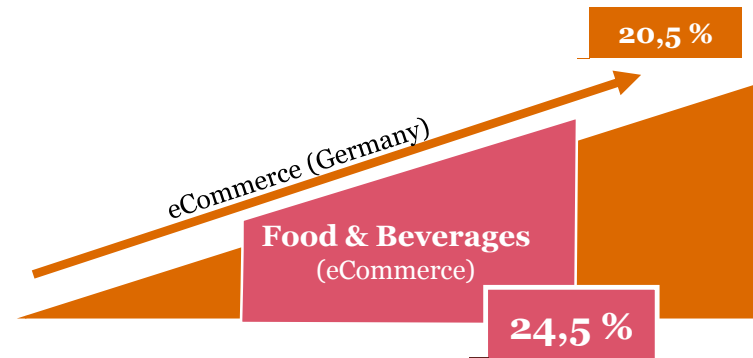 20,5 %
eCommerce (Germany)
Food & Beverages
(eCommerce)
24,5 %